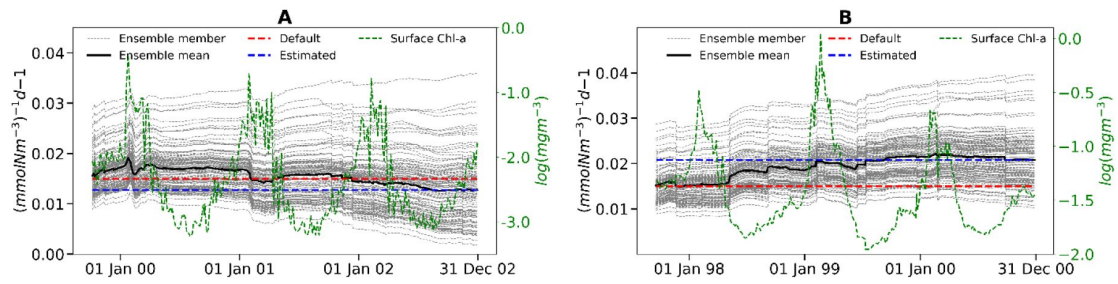 A
Ensemble member
Default
Surface Chl-a
Ensemble mean
Estimated
0.04
0.03
0.02
0.01
0.00
(mmolNm⁻³)⁻¹d−1
0.0
-1.0
-2.0
-3.0
log(mgm⁻³)
01 Jan 00
01 Jan 01
01 Jan 02
31 Dec 02
B
Ensemble member
Default
Surface Chl-a
Ensemble mean
Estimated
0.04
0.03
0.02
0.01
(mmolNm⁻³)⁻¹d−1
0.0
−0.5
−1.0
−1.5
−2.0
log(mgm⁻³)
01 Jan 98
01 Jan 99
01 Jan 00
31 Dec 00